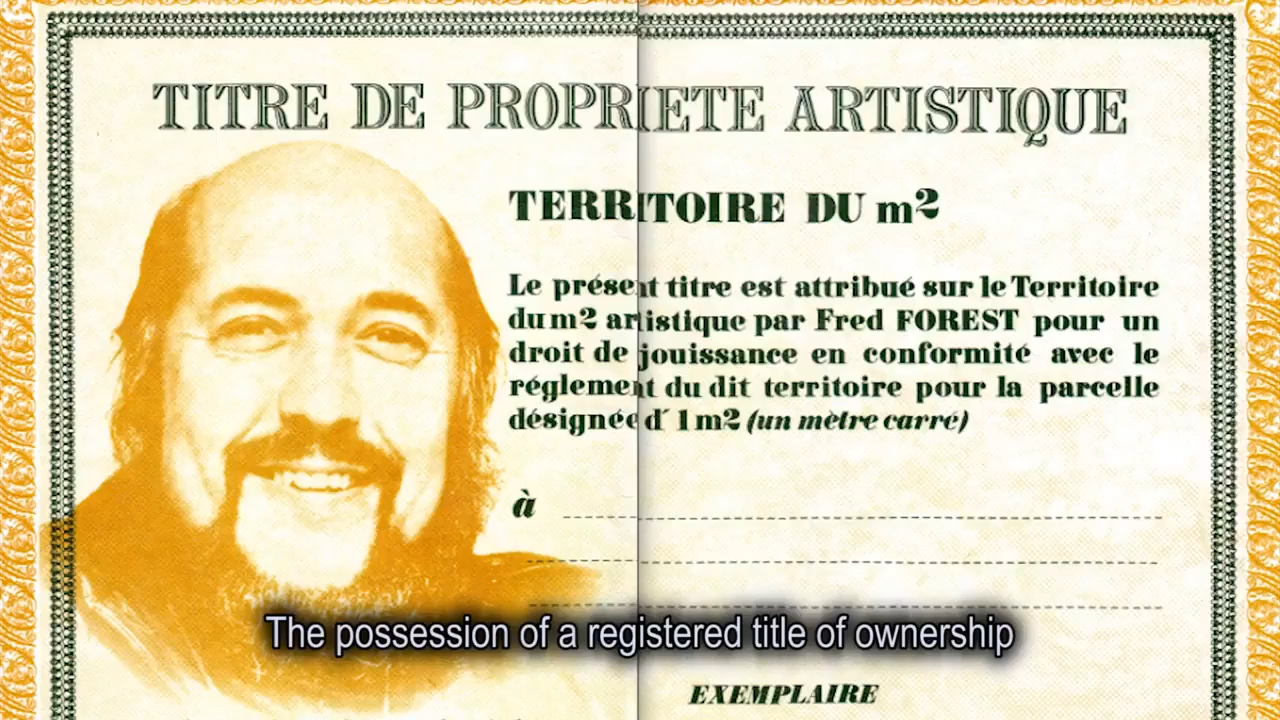 TITRE DE PROPRIETE ARTISTIQUE
TERRITOIRE DU m2
Le présent titre est attribué sur le Territoire
du m2 artistique par Fred FOREST pour un
droit de jouissance en conformité avec le
réglement du dit territoire pour la parcelle
désignée d' 1 m2 (un mètre carré)
à
The possession of a registered title of ownership
EXEMPLAIRE